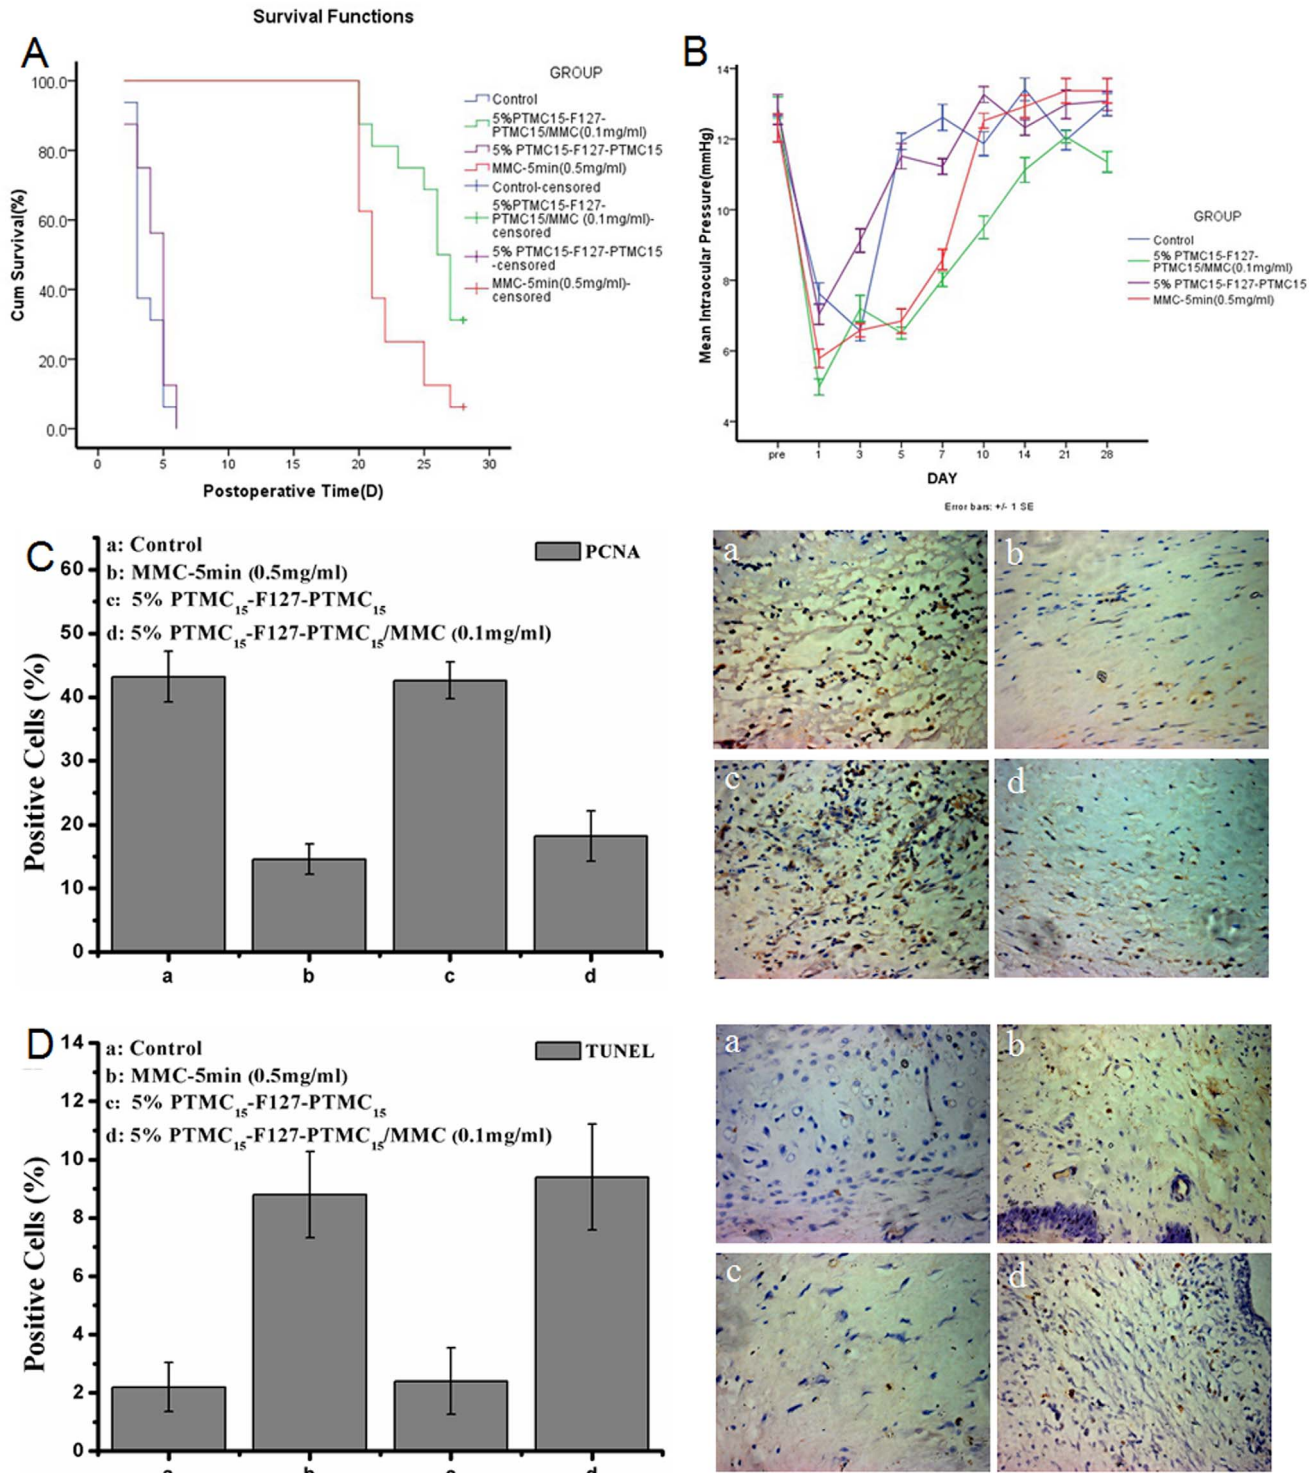 Survival Functions
A
Cum Survival(%)
100.0
80.0
60.0
40.0
20.0
0.0
0 5 10 15 20 25 30
Postoperative Time(D)
GROUP
Control
5%PTMC15-F127-
PTMC15/MMC(0.1mg/ml)
5% PTMC15-F127-PTMC15
MMC-5min(0.5mg/ml)
Control-censored
5%PTMC15-F127-
PTMC15/MMC (0.1mg/ml)-
censored
5% PTMC15-F127-PTMC15
-censored
MMC-5min(0.5mg/ml)-
censored
B
Mean Intraocular Pressure(mmHg)
14
12
10
8
6
4
pre 1 3 5 7 10 14 21 28
DAY
Error bars: +/- 1 SE
GROUP
Control
5% PTMC15-F127-
PTMC15/MMC(0.1mg/ml)
5% PTMC15-F127-PTMC15
MMC-5min(0.5mg/ml)
C
Positive Cells (%)
60
50
40
30
20
10
0
a: Control
b: MMC-5min (0.5mg/ml)
c: 5% PTMC15-F127-PTMC15
d: 5% PTMC15-F127-PTMC15/MMC (0.1mg/ml)
PCNA
a b c d
a b
c d
D
Positive Cells (%)
14
12
10
8
6
4
2
0
a: Control
b: MMC-5min (0.5mg/ml)
c: 5% PTMC15-F127-PTMC15
d: 5% PTMC15-F127-PTMC15/MMC (0.1mg/ml)
TUNEL
a b c d
a b
c d